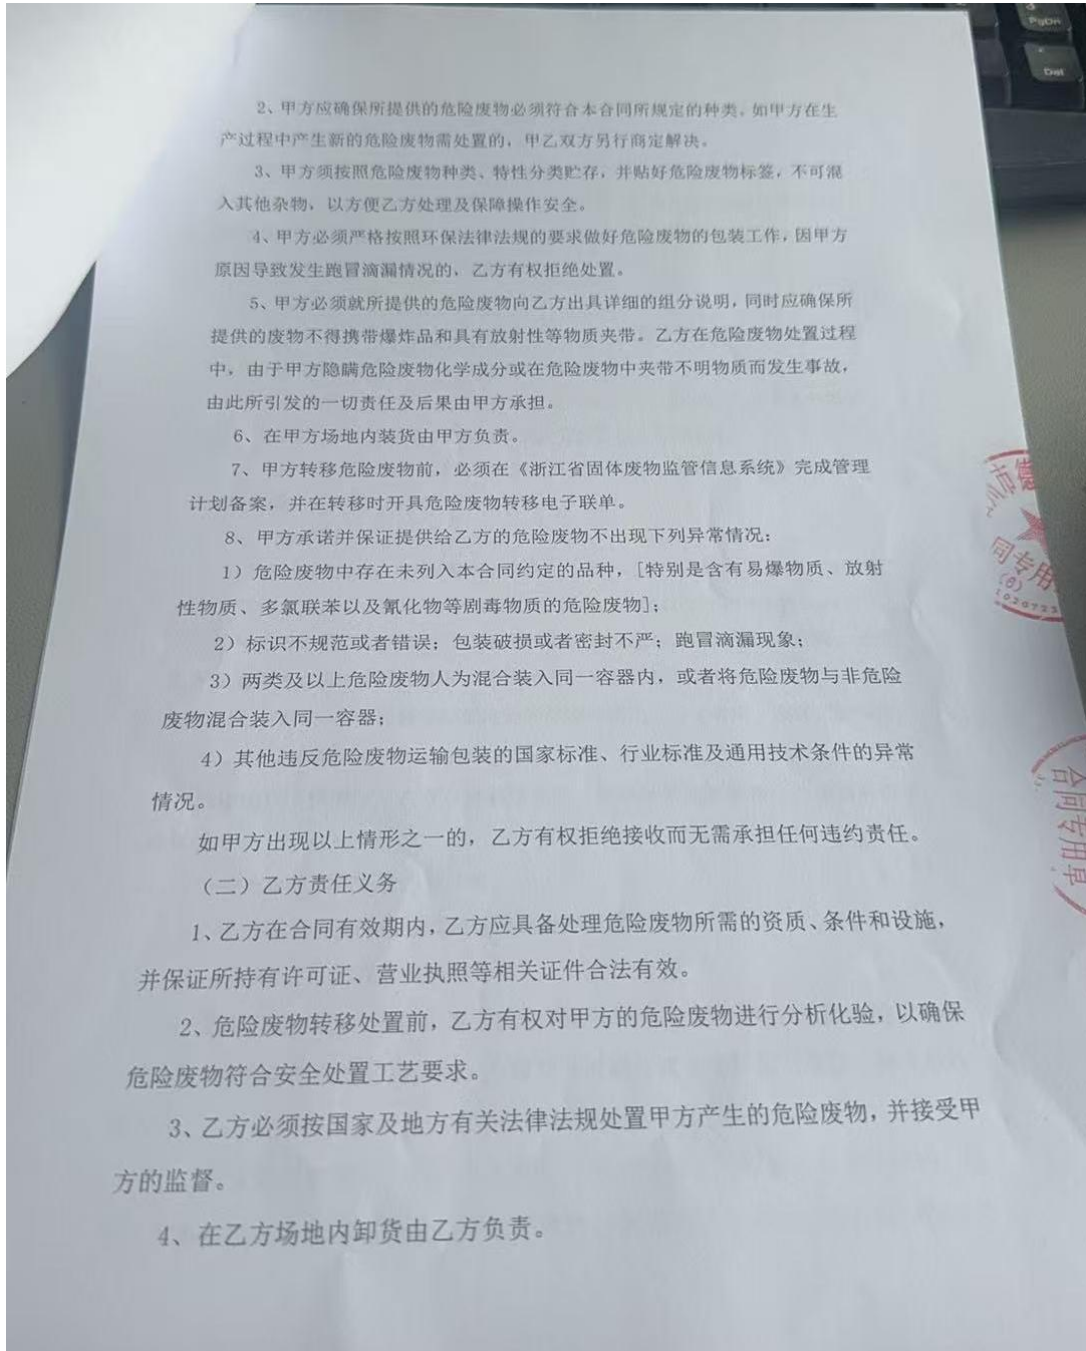 2、甲方应确保所提供的危险废物必须符合本合同所规定的种类。如甲方在生
产过程中产生新的危险废物需处置的，甲乙双方另行商定解决。
3、甲方须按照危险废物种类、特性分类贮存，并贴好危险废物标签，不可混
入其他杂物，以方便乙方处理及保障操作安全。
4、甲方必须严格按照环保法律法规的要求做好危险废物的包装工作，因甲方
原因导致发生跑冒滴漏情况的，乙方有权拒绝处置。
5、甲方必须就所提供的危险废物向乙方出具详细的组分说明，同时应确保所
提供的废物不得携带爆炸品和具有放射性等物质夹带。乙方在危险废物处置过程
中，由于甲方隐瞒危险废物化学成分或在危险废物中夹带不明物质而发生事故，
由此所引发的一切责任及后果由甲方承担。
6、在甲方场地内装货由甲方负责。
7、甲方转移危险废物前，必须在《浙江省固体废物监管信息系统》完成管理
计划备案，并在转移时开具危险废物转移电子联单。
8、甲方承诺并保证提供给乙方的危险废物不出现下列异常情况：
1）危险废物中存在未列入本合同约定的品种，[特别是含有易爆物质、放射
性物质、多氯联苯以及氰化物等剧毒物质的危险废物]；
2）标识不规范或者错误；包装破损或者密封不严；跑冒滴漏现象；
3）两类及以上危险废物人为混合装入同一容器内，或者将危险废物与非危险
废物混合装入同一容器；
4）其他违反危险废物运输包装的国家标准、行业标准及通用技术条件的异常
情况。
如甲方出现以上情形之一的，乙方有权拒绝接收而无需承担任何违约责任。
（二）乙方责任义务
1、乙方在合同有效期内，乙方应具备处理危险废物所需的资质、条件和设施，
并保证所持有许可证、营业执照等相关证件合法有效。
2、危险废物转移处置前，乙方有权对甲方的危险废物进行分析化验，以确保
危险废物符合安全处置工艺要求。
3、乙方必须按国家及地方有关法律法规处置甲方产生的危险废物，并接受甲
方的监督。
4、在乙方场地内卸货由乙方负责。
同专用
(6)
合同专用章
PgDn
Del